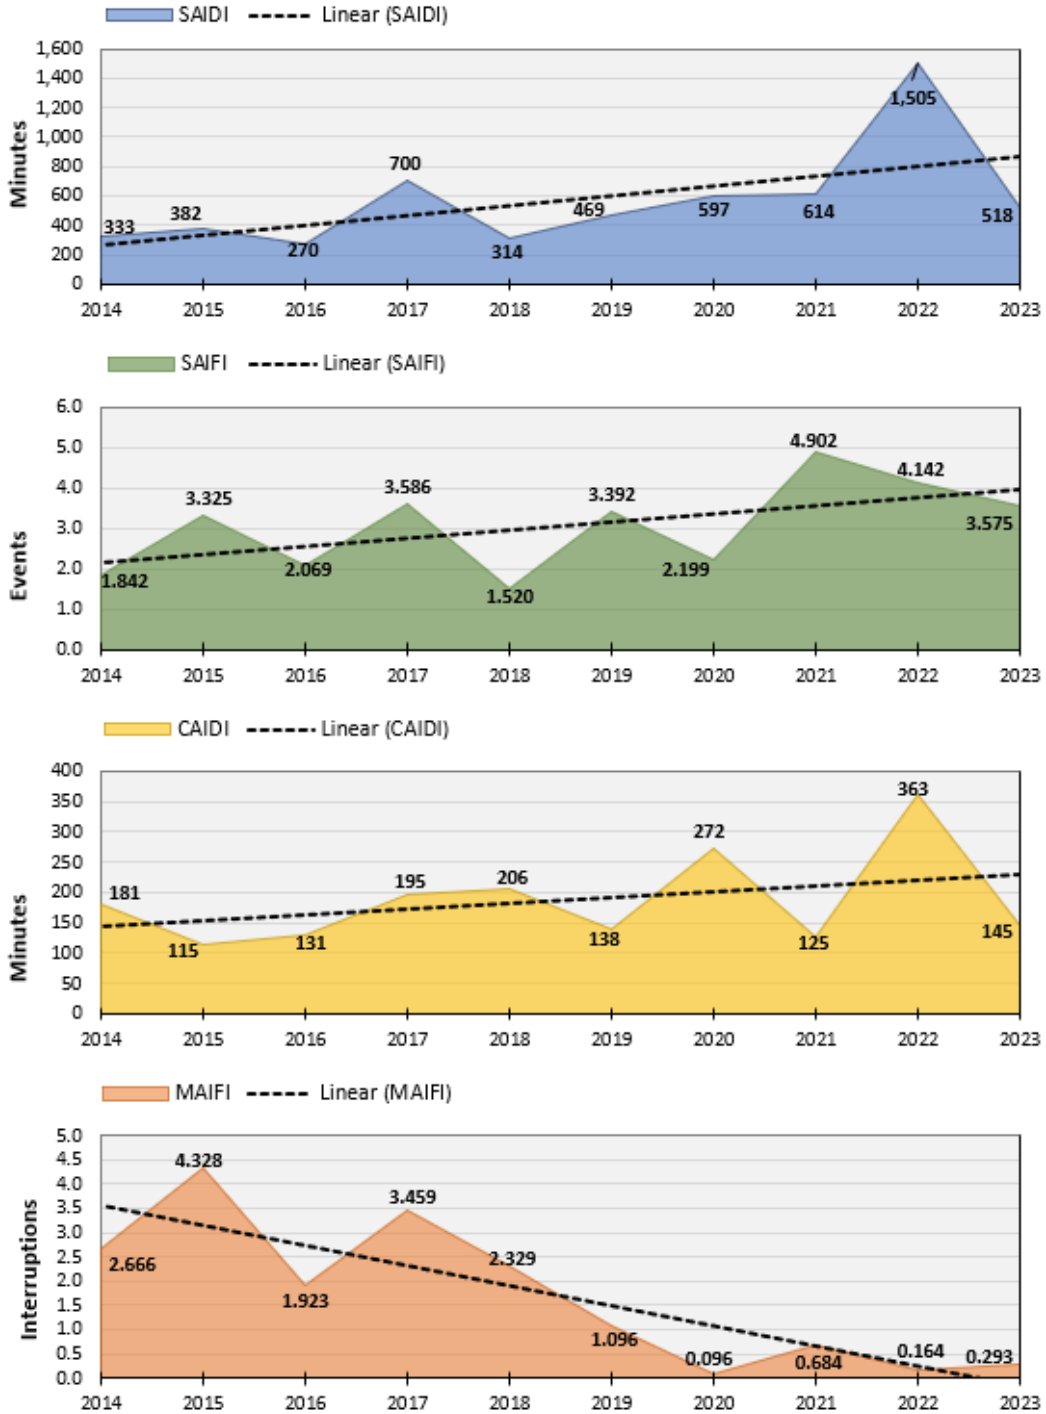 SAIDI Linear (SAIDI)
1,600
1,400
1,200
1,000
800
600
400
200
0
Minutes
333 382 270 700 314 469 597 614 1,505 518
2014 2015 2016 2017 2018 2019 2020 2021 2022 2023
SAIFI Linear (SAIFI)
6.0
5.0
4.0
3.0
2.0
1.0
0.0
Events
1.842 3.325 2.069 3.586 1.520 3.392 2.199 4.902 4.142 3.575
2014 2015 2016 2017 2018 2019 2020 2021 2022 2023
CAIDI Linear (CAIDI)
400
350
300
250
200
150
100
50
0
Minutes
181 115 131 195 206 138 272 125 363 145
2014 2015 2016 2017 2018 2019 2020 2021 2022 2023
MAIFI Linear (MAIFI)
5.0
4.5
4.0
3.5
3.0
2.5
2.0
1.5
1.0
0.5
0.0
Interruptions
2.666 4.328 1.923 3.459 2.329 1.096 0.096 0.684 0.164 0.293
2014 2015 2016 2017 2018 2019 2020 2021 2022 2023